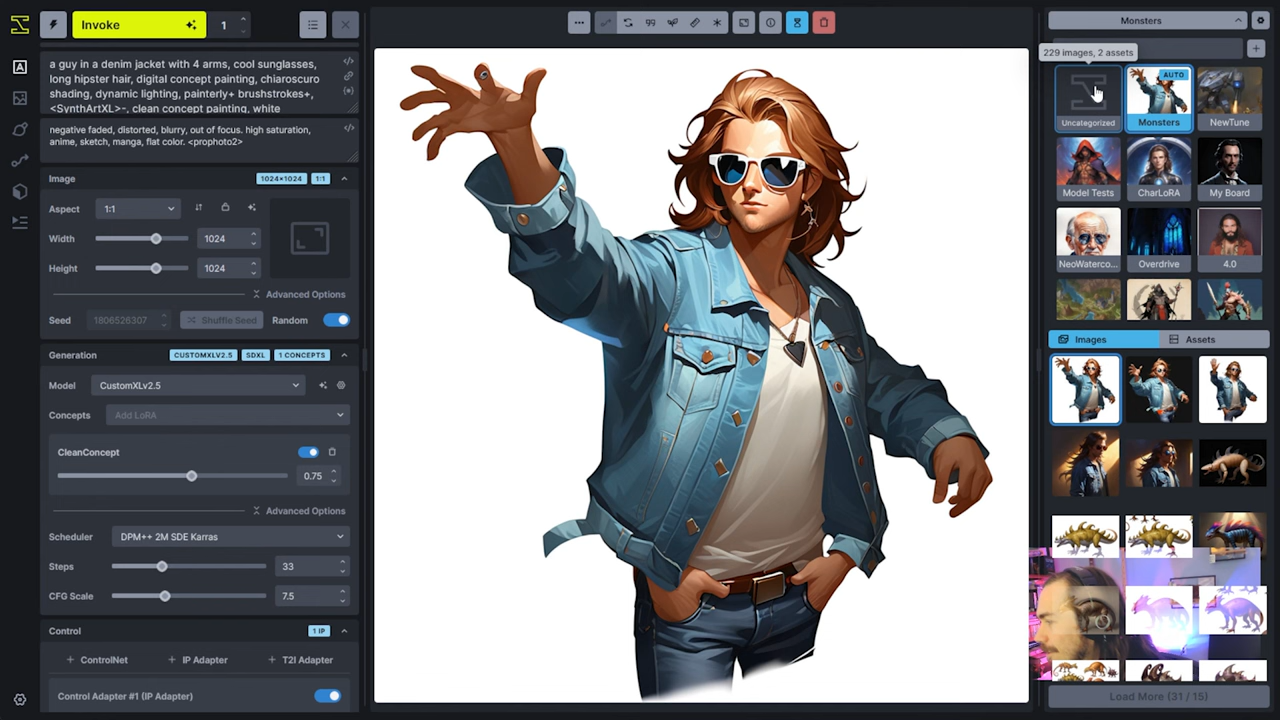 Invoke
1
Monsters
229 images, 2 assets
a guy in a denim jacket with 4 arms, cool sunglasses,
long hipster hair, digital concept painting, chiaroscuro
shading, dynamic lighting, painterly+ brushstrokes+,
<SynthArtXL>-, clean concept painting, white
negative faded, distorted, blurry, out of focus. high saturation,
anime, sketch, manga, flat color. <prophoto2>
Image
1024×1024
1:1
Aspect
1:1
Width
1024
Height
1024
Advanced Options
Seed
1806526307
Shuffle Seed
Random
Generation
CUSTOMXLV2.5
SDXL
1 CONCEPTS
Model
CustomXLv2.5
Concepts
Add LoRA
CleanConcept
0.75
Advanced Options
Scheduler
DPM++ 2M SDE Karras
Steps
33
CFG Scale
7.5
Control
1 IP
+ ControlNet
+ IP Adapter
+ T2I Adapter
Control Adapter #1 (IP Adapter)
AUTO
Uncategorized
Monsters
NewTune
Model Tests
CharLoRA
My Board
NeoWaterco...
Overdrive
4.0
Images
Assets
Load More (31 / 15)